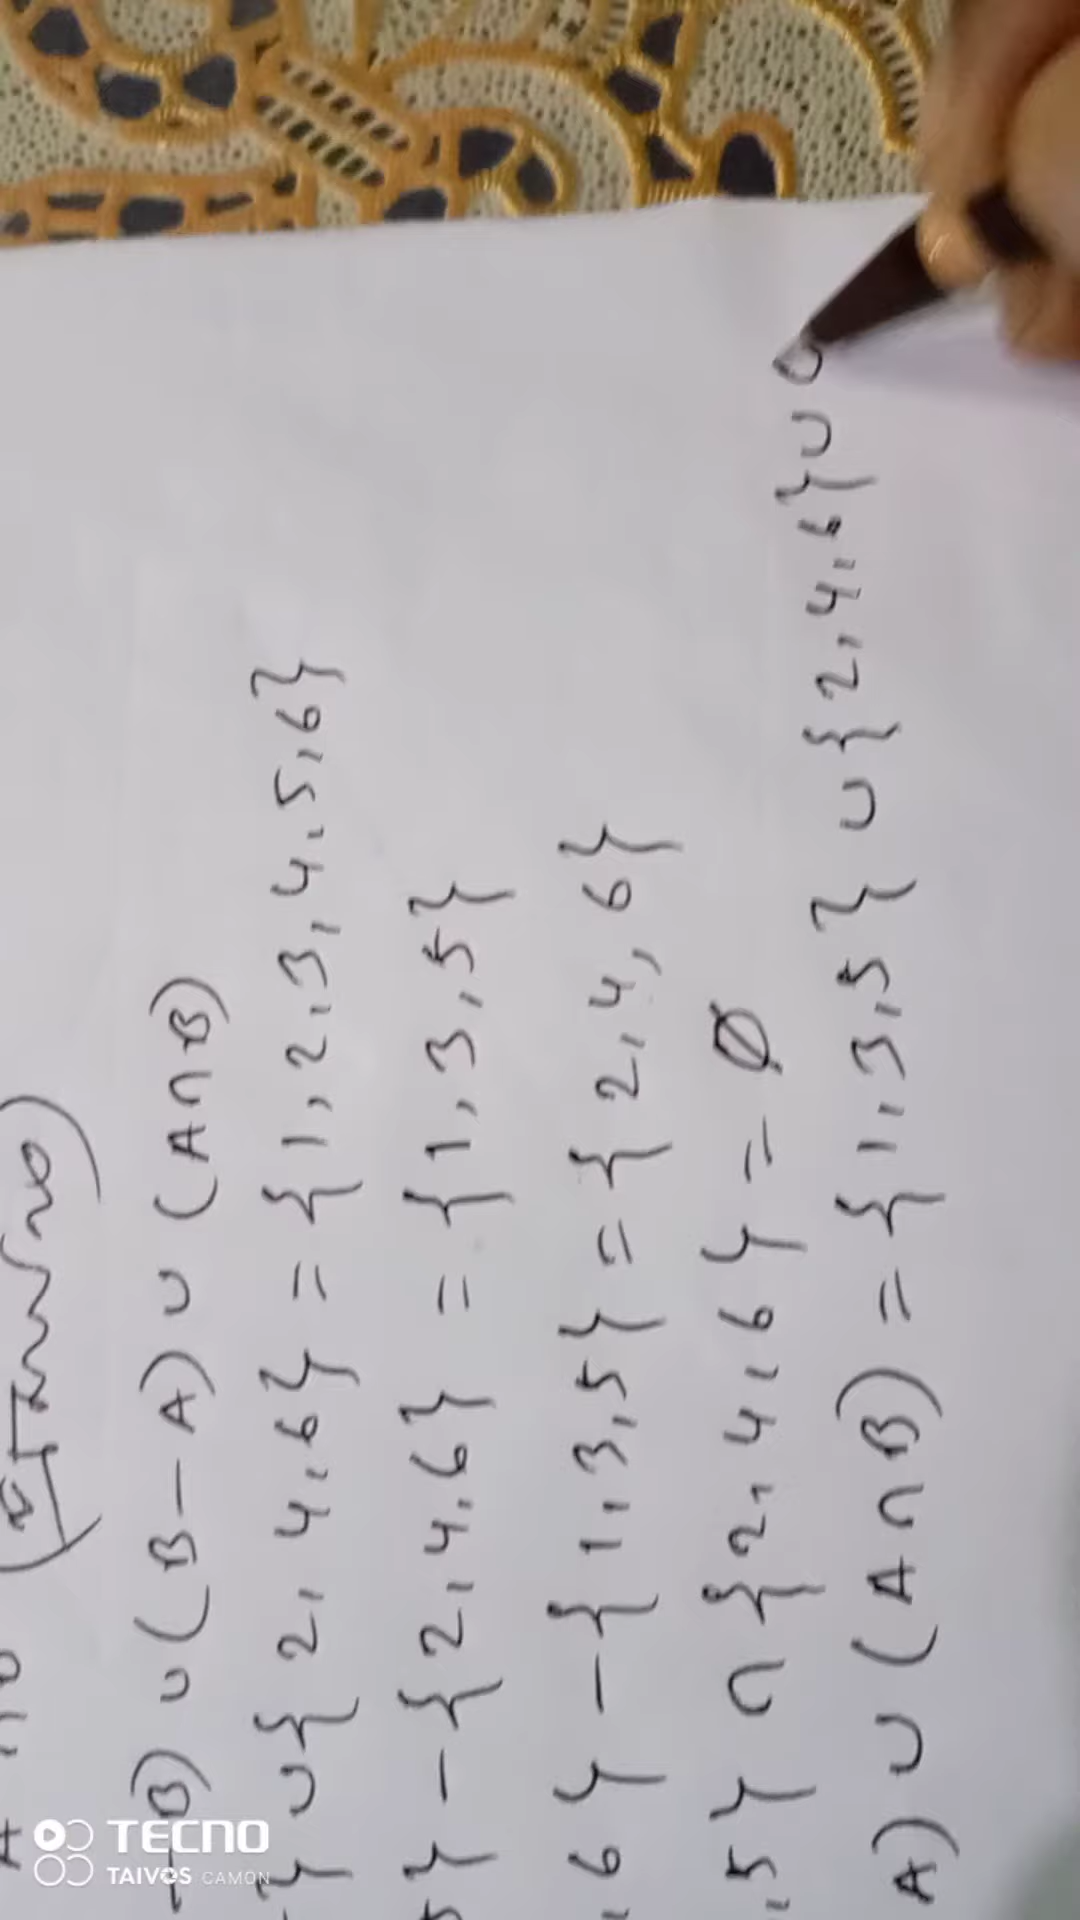 B) ∪ (B - A) ∪ (A ∩ B)
} ∪ {2, 4, 6} = {1, 2, 3, 4, 5, 6}
5} - {2, 4, 6} = {1, 3, 5}
, 6} - {1, 3, 5} = {2, 4, 6}
, 5} ∩ {2, 4, 6} = Ø
A) ∪ (A ∩ B) = {1, 3, 5} ∪ {2, 4, 6} ∪
TECNO
TAIVOS CAMON